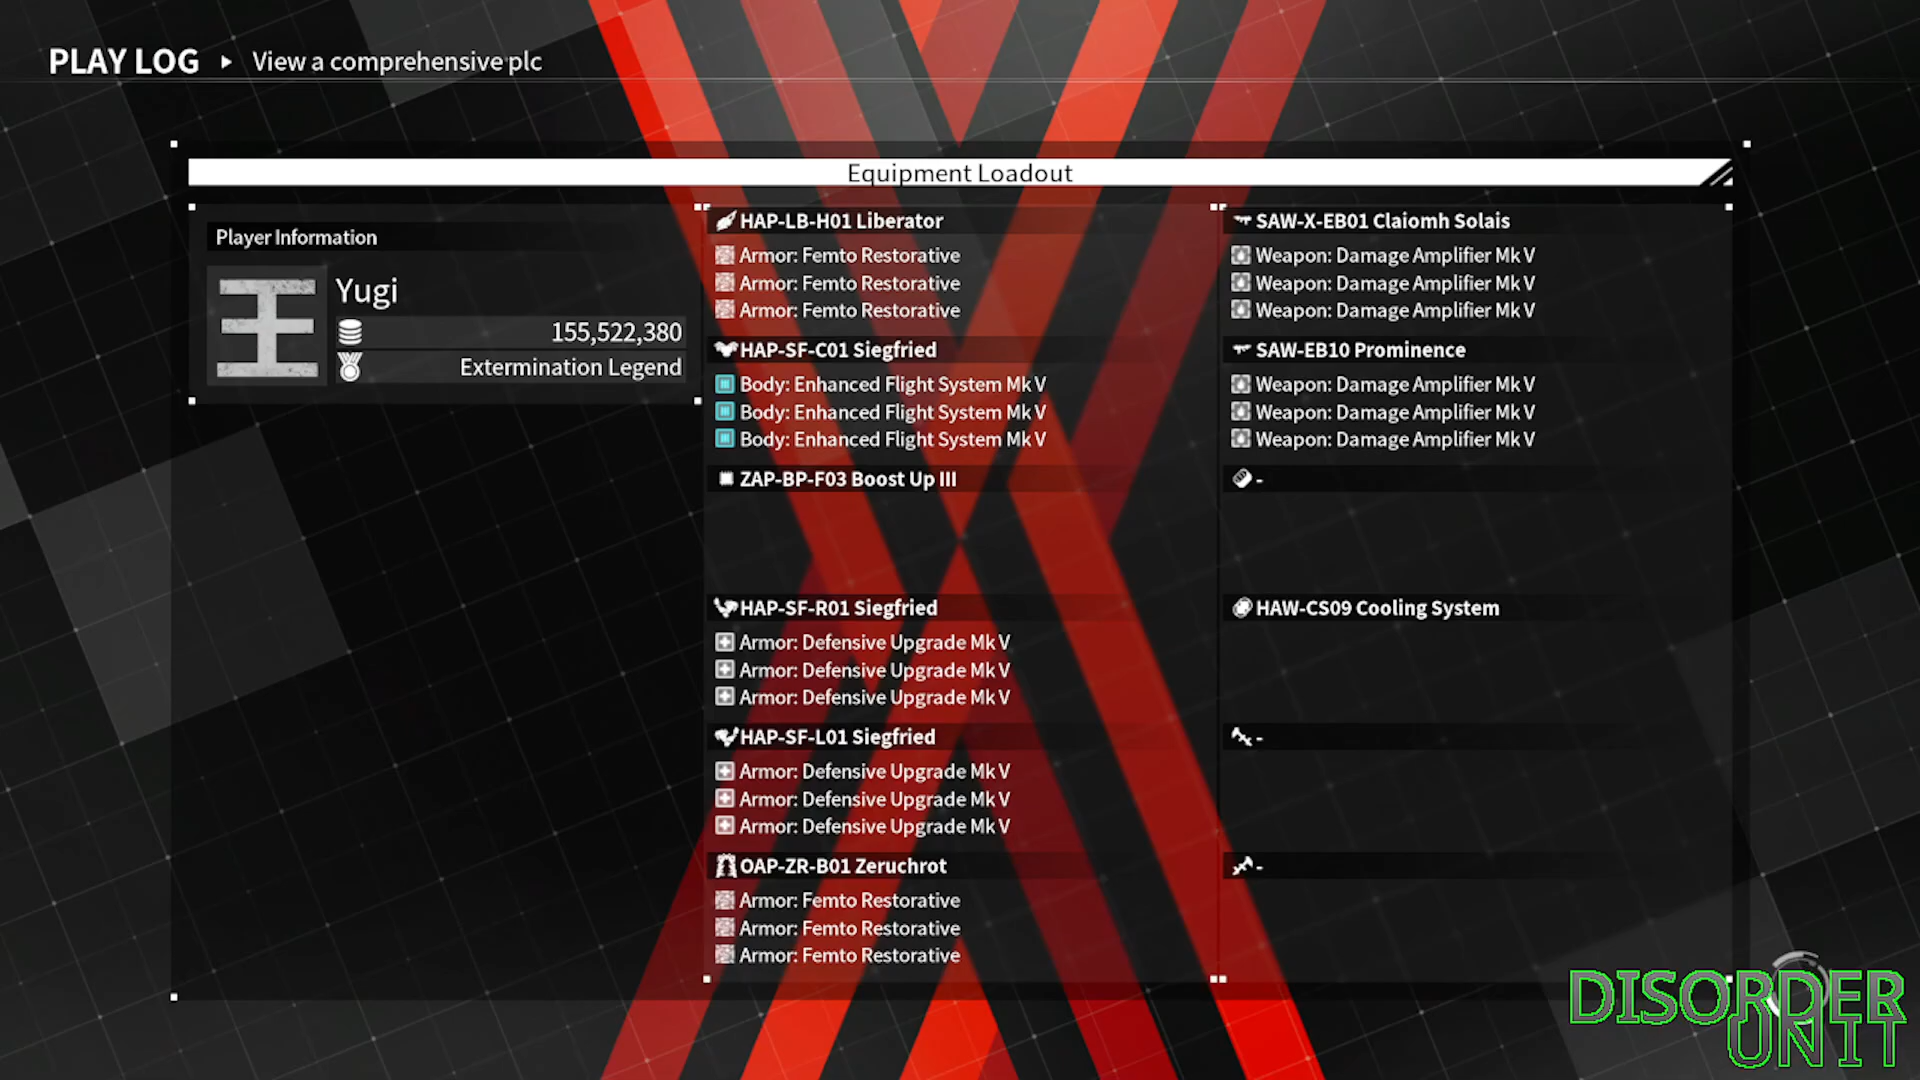 PLAY LOG ▸ View a comprehensive plc
Equipment Loadout
Player Information
王
Yugi
155,522,380
Extermination Legend
HAP-LB-H01 Liberator
Armor: Femto Restorative
Armor: Femto Restorative
Armor: Femto Restorative
HAP-SF-C01 Siegfried
Body: Enhanced Flight System Mk V
Body: Enhanced Flight System Mk V
Body: Enhanced Flight System Mk V
ZAP-BP-F03 Boost Up III
HAP-SF-R01 Siegfried
Armor: Defensive Upgrade Mk V
Armor: Defensive Upgrade Mk V
Armor: Defensive Upgrade Mk V
HAP-SF-L01 Siegfried
Armor: Defensive Upgrade Mk V
Armor: Defensive Upgrade Mk V
Armor: Defensive Upgrade Mk V
OAP-ZR-B01 Zeruchrot
Armor: Femto Restorative
Armor: Femto Restorative
Armor: Femto Restorative
SAW-X-EB01 Claiomh Solais
Weapon: Damage Amplifier Mk V
Weapon: Damage Amplifier Mk V
Weapon: Damage Amplifier Mk V
SAW-EB10 Prominence
Weapon: Damage Amplifier Mk V
Weapon: Damage Amplifier Mk V
Weapon: Damage Amplifier Mk V
-
HAW-CS09 Cooling System
-
-
DISORDER
UNIT